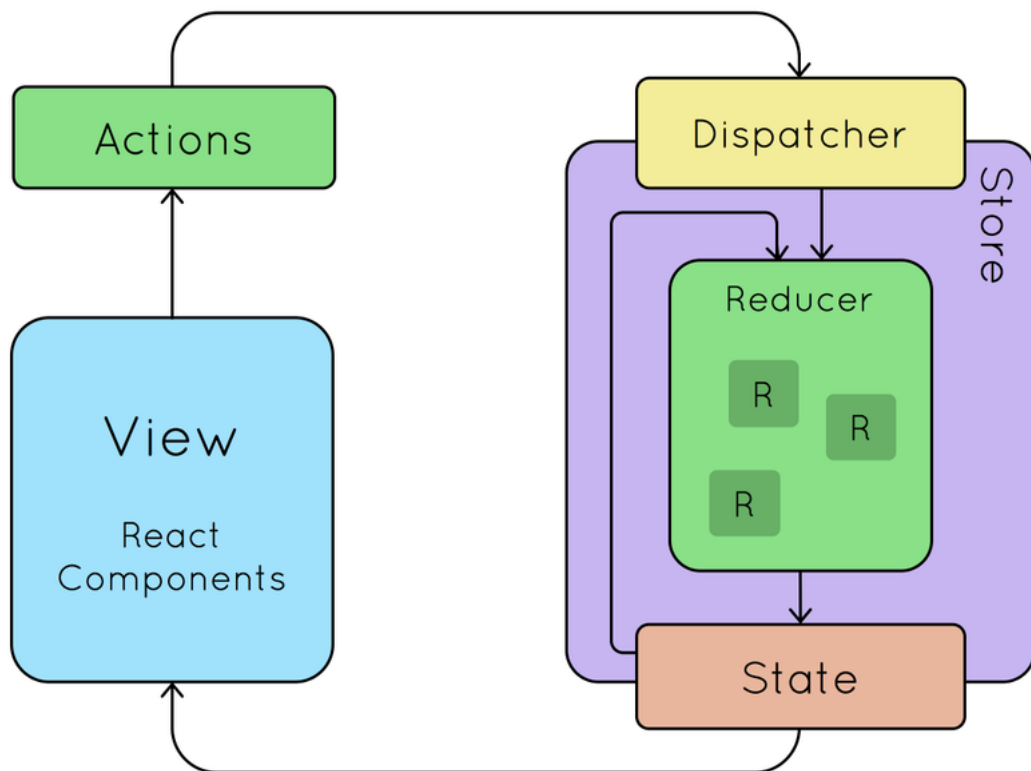 Actions
Dispatcher
Store
Reducer
R
R
R
View
React
Components
State